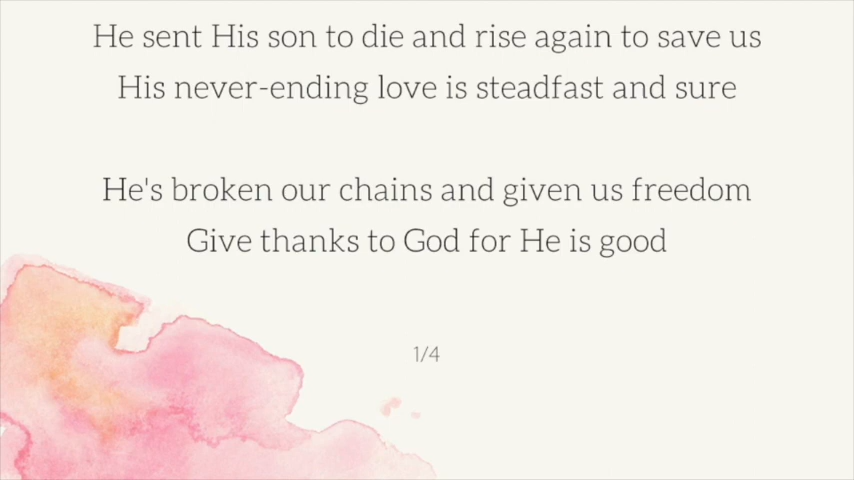 He sent His son to die and rise again to save us
His never-ending love is steadfast and sure
He's broken our chains and given us freedom
Give thanks to God for He is good
1/4